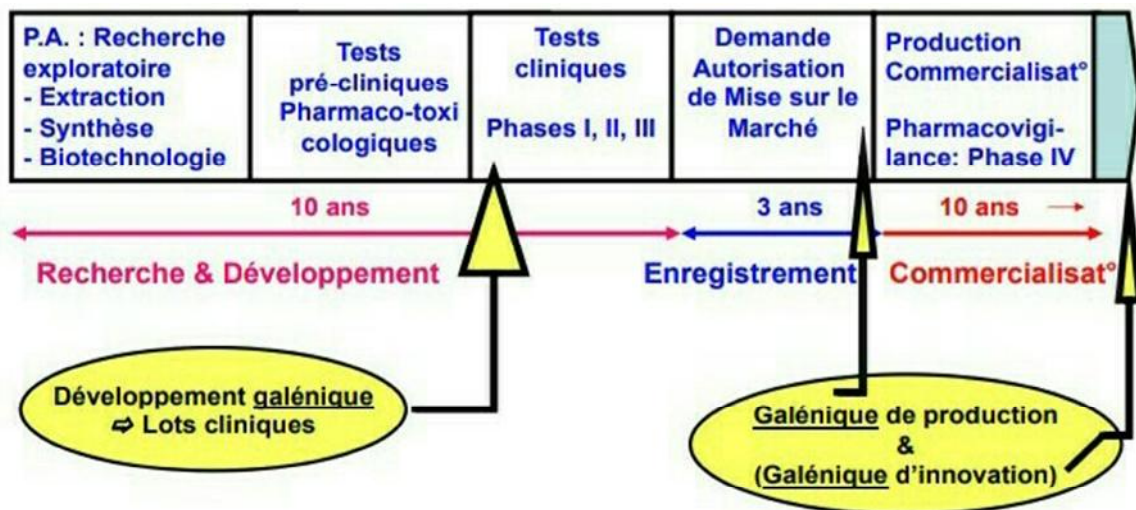 P.A. : Recherche
exploratoire
- Extraction
- Synthèse
- Biotechnologie
Tests
pré-cliniques
Pharmaco-toxi
cologiques
Tests
cliniques
Phases I, II, III
Demande
Autorisation
de Mise sur le
Marché
Production
Commercialisat°
Pharmacovigi-
lance: Phase IV
10 ans
3 ans
10 ans →
Recherche & Développement
Enregistrement
Commercialisat°
Développement galénique
⇨ Lots cliniques
Galénique de production
&
(Galénique d'innovation)